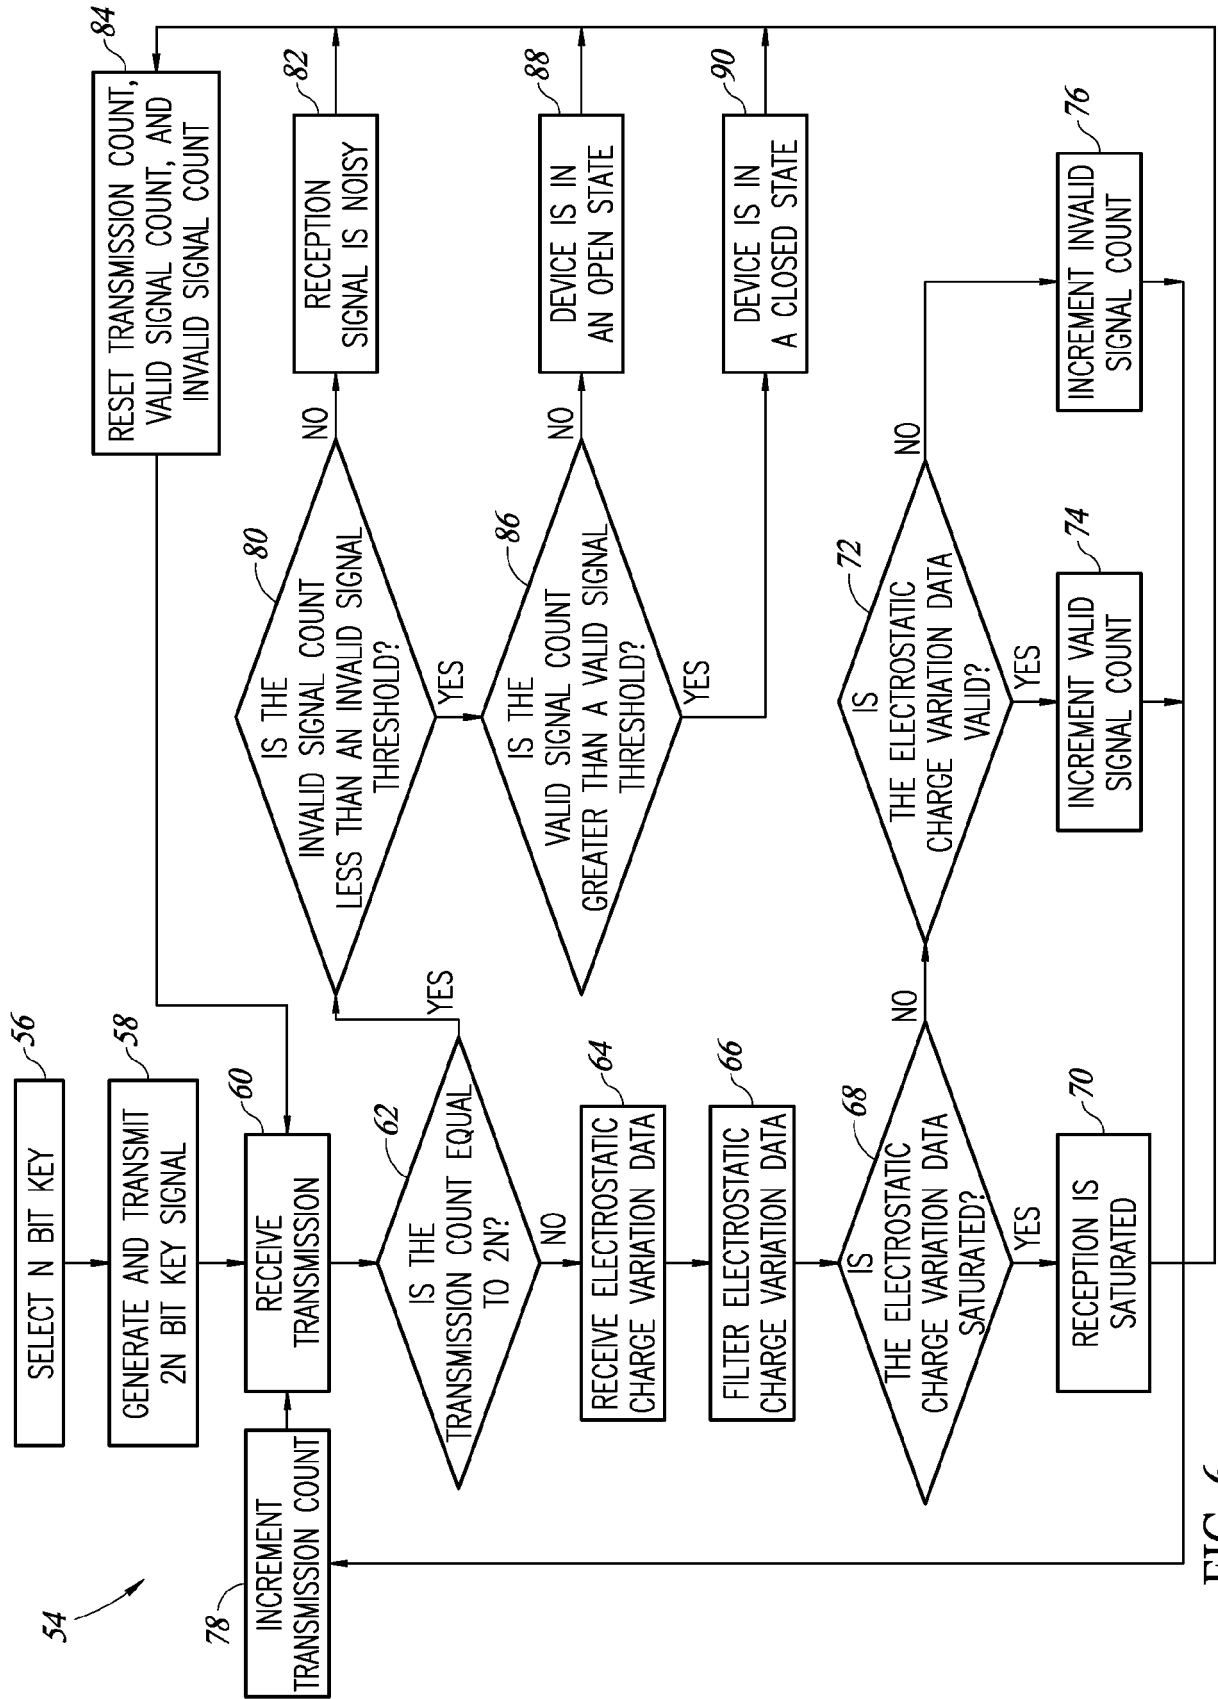 54
SELECT N BIT KEY
56
GENERATE AND TRANSMIT
2N BIT KEY SIGNAL
58
RECEIVE
TRANSMISSION
60
INCREMENT
TRANSMISSION COUNT
78
IS THE
TRANSMISSION COUNT EQUAL
TO 2N?
62
YES
NO
RECEIVE ELECTROSTATIC
CHARGE VARIATION DATA
64
FILTER ELECTROSTATIC
CHARGE VARIATION DATA
66
IS
THE ELECTROSTATIC
CHARGE VARIATION DATA
SATURATED?
68
NO
YES
RECEPTION IS
SATURATED
70
IS
THE ELECTROSTATIC
CHARGE VARIATION DATA
VALID?
72
NO
YES
INCREMENT VALID
SIGNAL COUNT
74
INCREMENT INVALID
SIGNAL COUNT
76
IS THE
INVALID SIGNAL COUNT
LESS THAN AN INVALID SIGNAL
THRESHOLD?
80
NO
YES
RECEPTION
SIGNAL IS NOISY
82
RESET TRANSMISSION COUNT,
VALID SIGNAL COUNT, AND
INVALID SIGNAL COUNT
84
IS THE
VALID SIGNAL COUNT
GREATER THAN A VALID SIGNAL
THRESHOLD?
86
NO
YES
DEVICE IS IN
AN OPEN STATE
88
DEVICE IS IN
A CLOSED STATE
90
FIG. 6